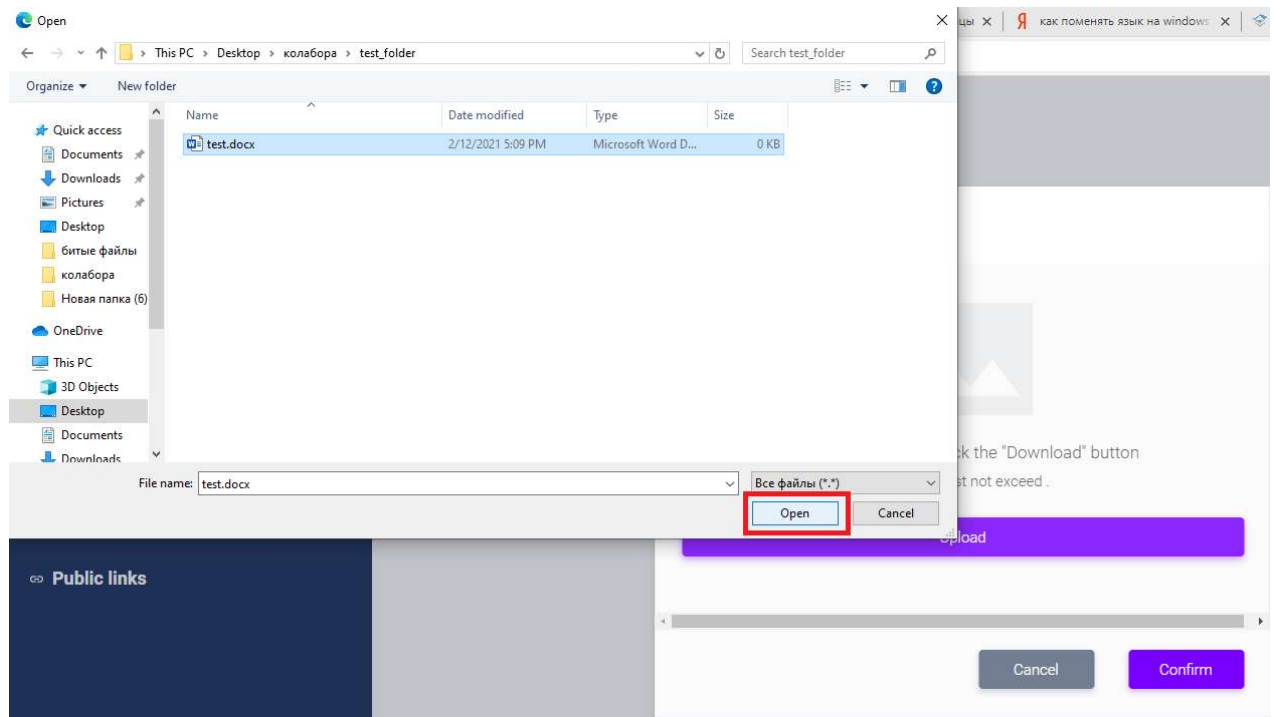 Open
цы
как поменять язык на windows
This PC > Desktop > колабора > test_folder
Search test_folder
Organize
New folder
Name
Date modified
Type
Size
test.docx
2/12/2021 5:09 PM
Microsoft Word D...
0 KB
Quick access
Documents
Downloads
Pictures
Desktop
битые файлы
колабора
Новая папка (6)
OneDrive
This PC
3D Objects
Desktop
Documents
Downloads
File name:
test.docx
Все файлы (*.*)
Open
Cancel
the "Download" button
not exceed .
Upload
Public links
Cancel
Confirm